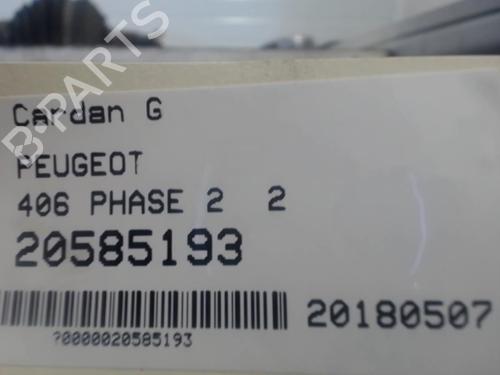 Cardan G
PEUGEOT
406 PHASE 2 2
20585193
20180507
?0000020585193
B-PARTS